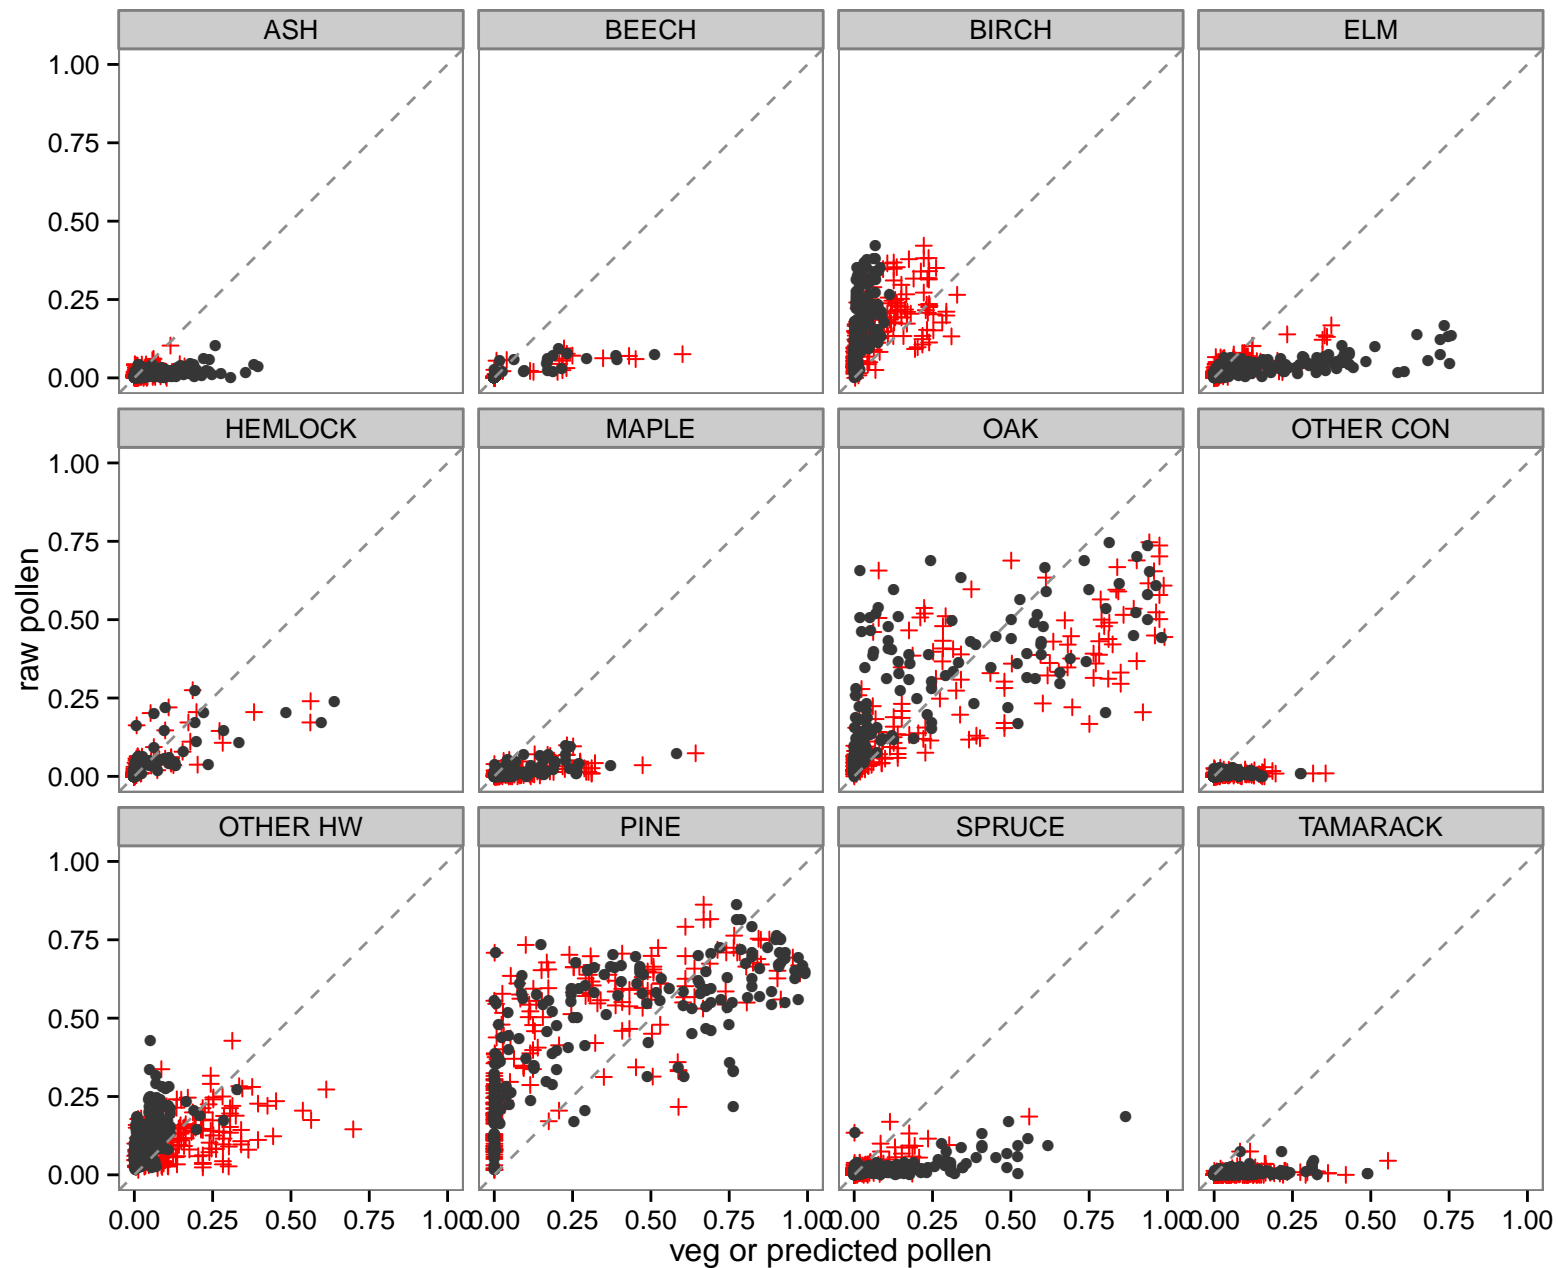 ASH BEECH BIRCH ELM
1.00
0.75
0.50
0.25
0.00
HEMLOCK MAPLE OAK OTHER CON
1.00
0.75
0.50
0.25
0.00
raw pollen
OTHER HW PINE SPRUCE TAMARACK
1.00
0.75
0.50
0.25
0.00
0.00 0.25 0.50 0.75 1.00 0.00 0.25 0.50 0.75 1.00 0.00 0.25 0.50 0.75 1.00 0.00 0.25 0.50 0.75 1.00
veg or predicted pollen